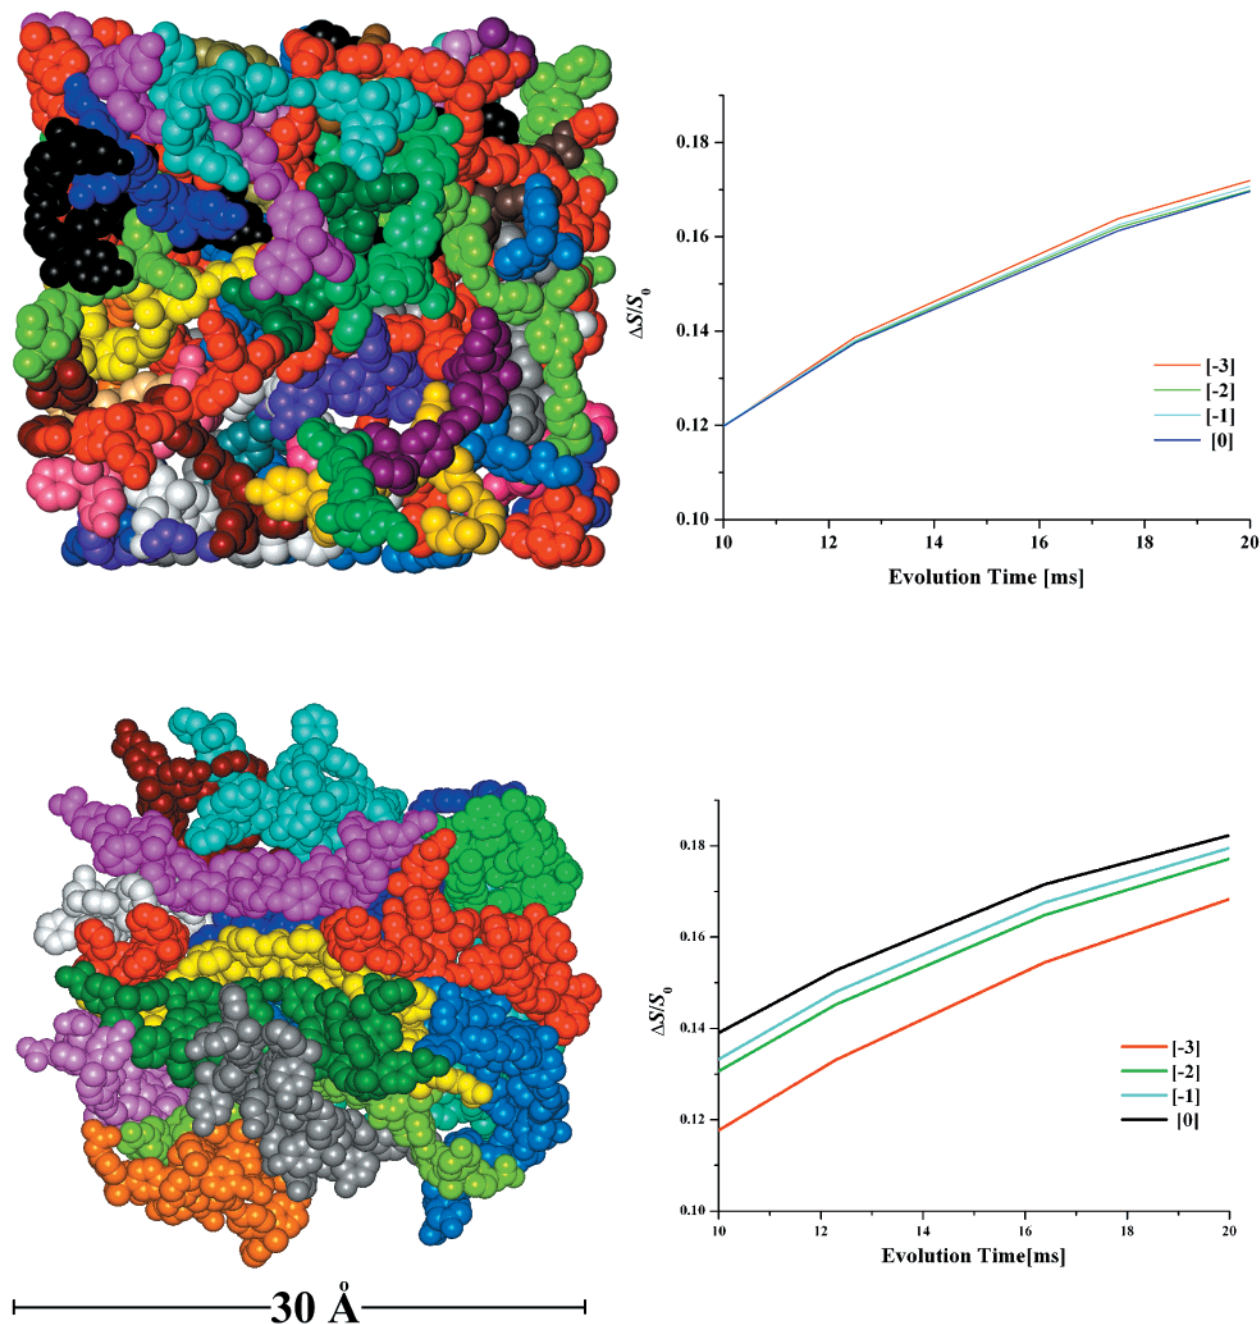 0.18
0.16
0.14
0.12
0.10
ΔS/S₀
[-3]
[-2]
[-1]
[0]
10 12 14 16 18 20
Evolution Time [ms]
0.18
0.16
0.14
0.12
0.10
ΔS/S₀
[-3]
[-2]
[-1]
[0]
10 12 14 16 18 20
Evolution Time[ms]
30 Å